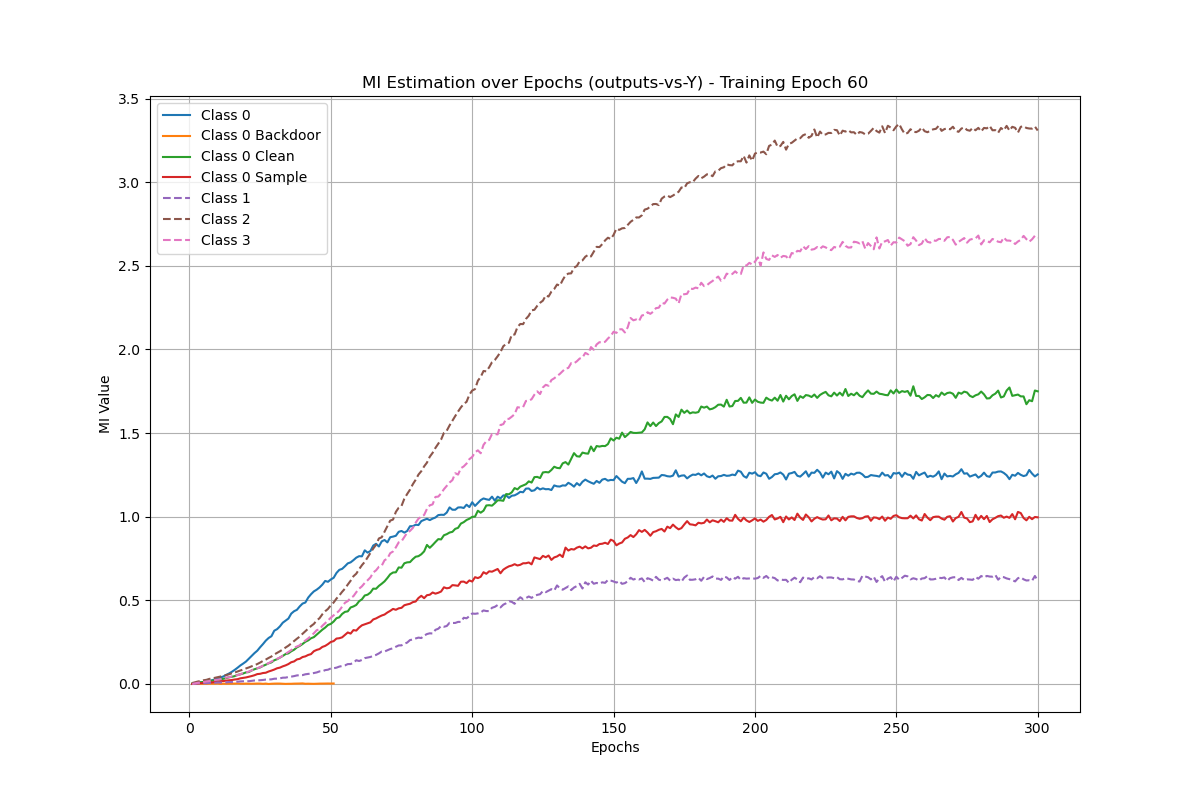 MI Estimation over Epochs (outputs-vs-Y) - Training Epoch 60
3.5
3.0
2.5
2.0
1.5
1.0
0.5
0.0
MI Value
Class 0
Class 0 Backdoor
Class 0 Clean
Class 0 Sample
Class 1
Class 2
Class 3
0 50 100 150 200 250 300
Epochs